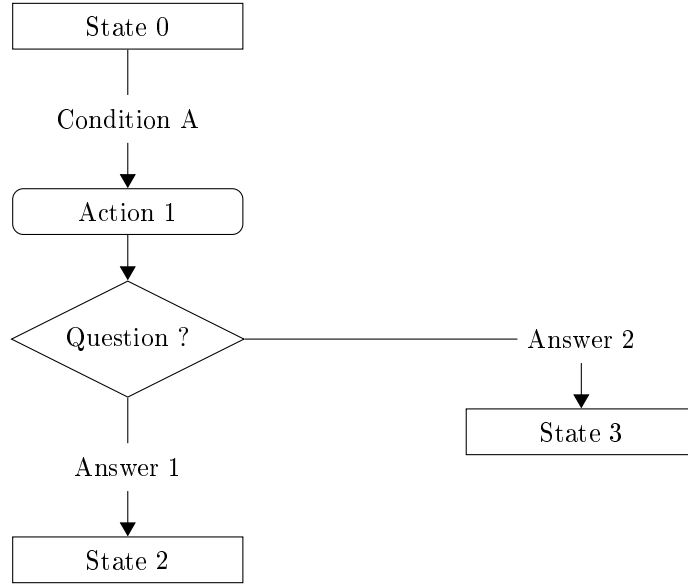 State 0
Condition A
Action 1
Question ?
Answer 2
State 3
Answer 1
State 2